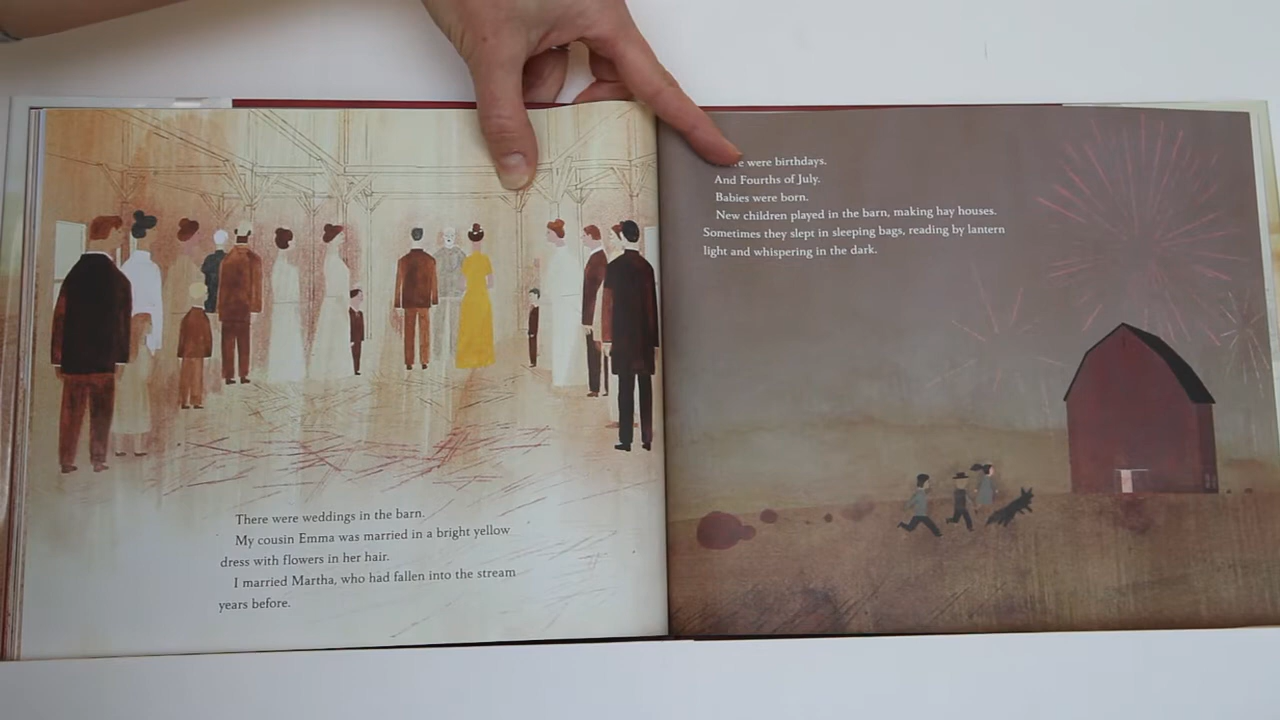 There were weddings in the barn.
My cousin Emma was married in a bright yellow
dress with flowers in her hair.
I married Martha, who had fallen into the stream
years before.
were birthdays.
And Fourths of July.
Babies were born.
New children played in the barn, making hay houses.
Sometimes they slept in sleeping bags, reading by lantern
light and whispering in the dark.